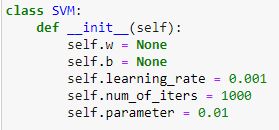 class SVM:
    def __init__(self):
        self.w = None
        self.b = None
        self.learning_rate = 0.001
        self.num_of_iters = 1000
        self.parameter = 0.01